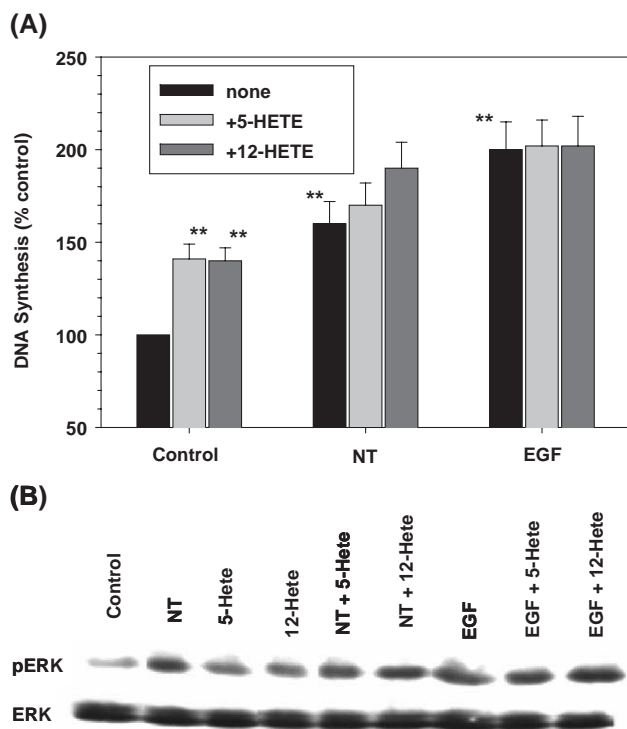 (A)
250
200
150
100
50
DNA Synthesis (% control)
none
+5-HETE
+12-HETE
** **
**
**
Control NT EGF
(B)
Control
NT
5-Hete
12-Hete
NT + 5-Hete
NT + 12-Hete
EGF
EGF + 5-Hete
EGF + 12-Hete
pERK
ERK